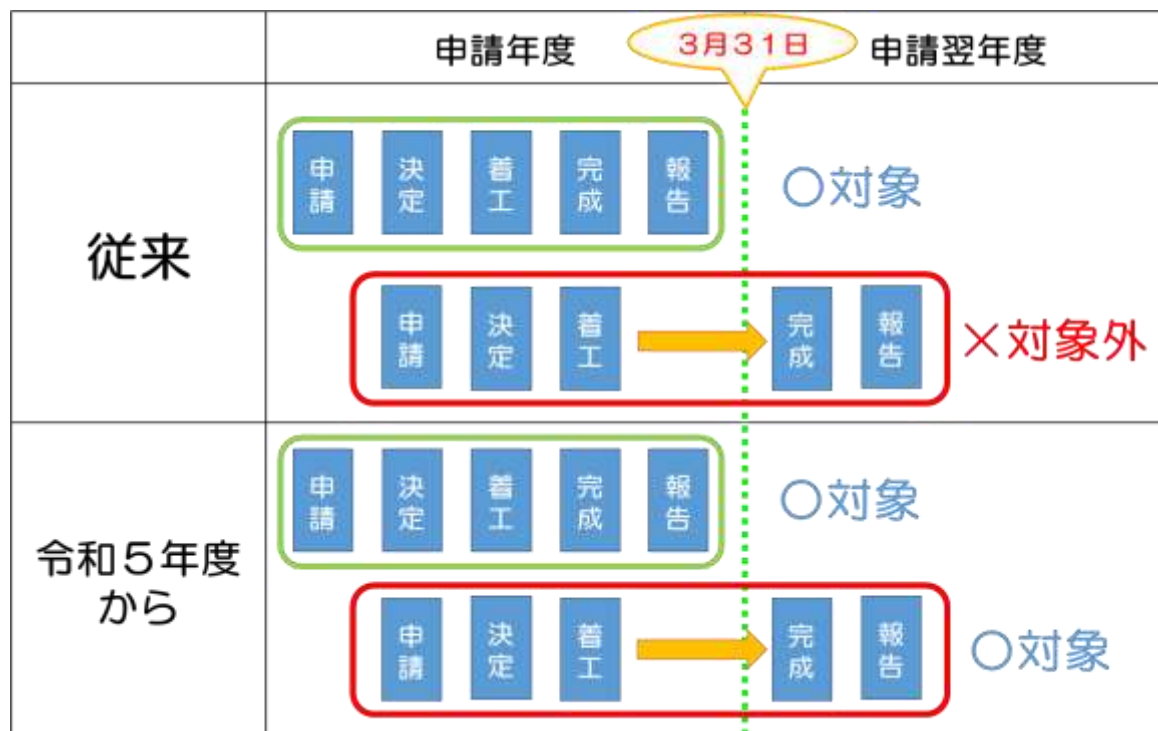 申請年度
3月31日
申請翌年度
従来
申請
決定
着工
完成
報告
〇対象
申請
決定
着工
完成
報告
×対象外
令和5年度
から
申請
決定
着工
完成
報告
〇対象
申請
決定
着工
完成
報告
〇対象